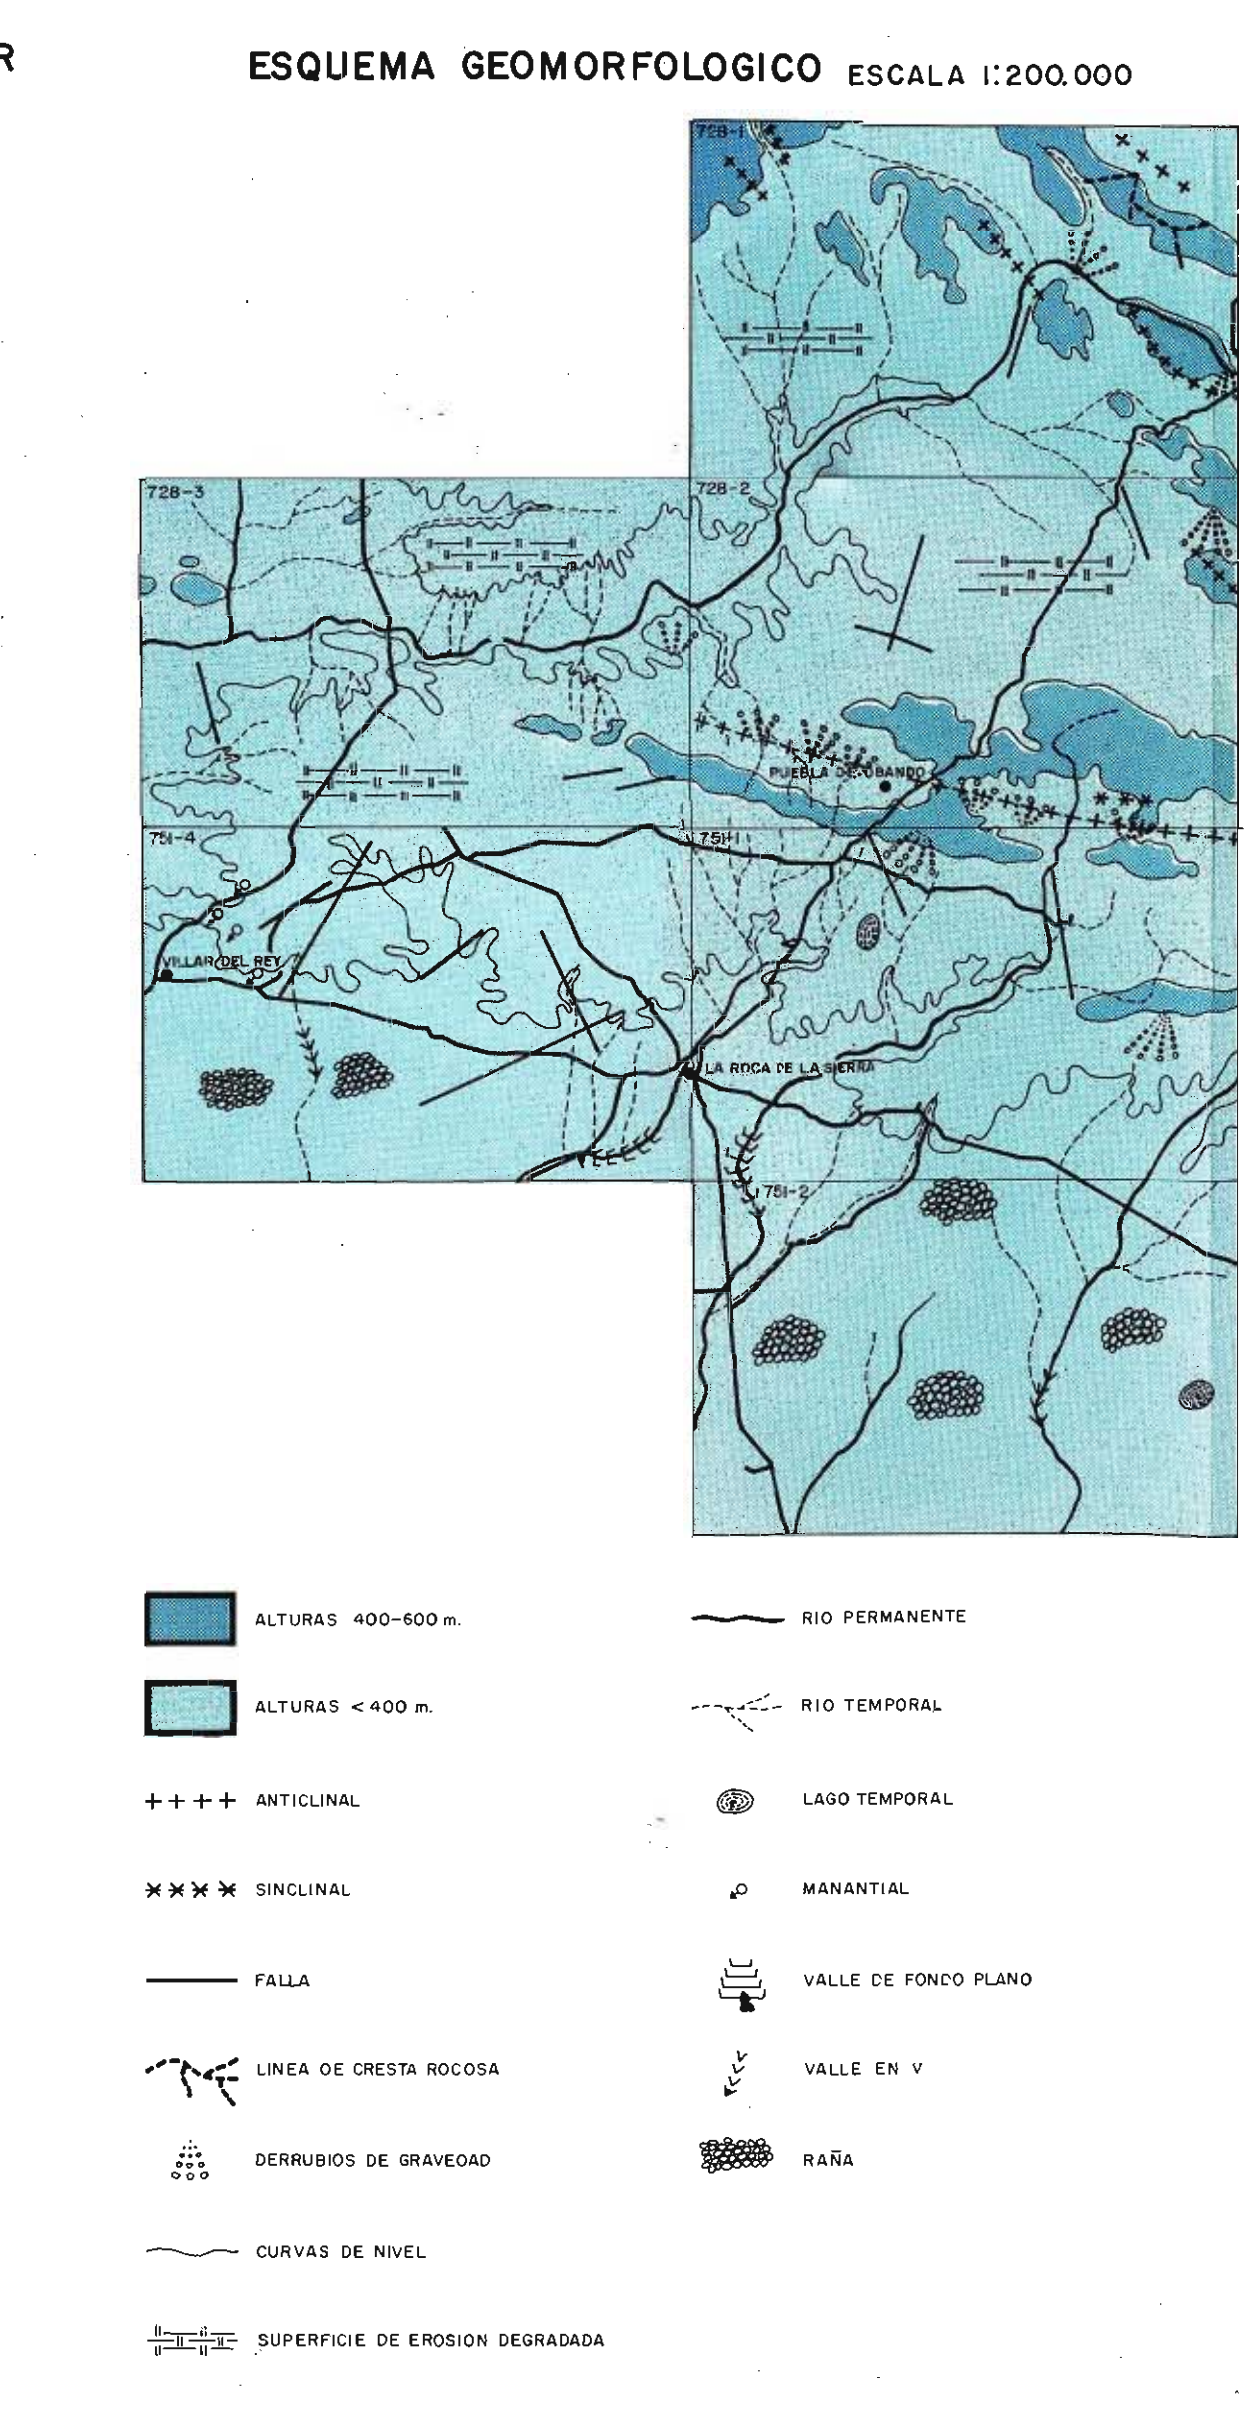 R
ESQUEMA GEOMORFOLOGICO ESCALA 1:200.000
728-1
728-3
728-2
PUEBLA DE OBANDO
751-4
751-1
VILLAR DEL REY
LA ROCA DE LA SIERRA
751-2
ALTURAS 400-600 m.
RIO PERMANENTE
ALTURAS < 400 m.
RIO TEMPORAL
ANTICLINAL
LAGO TEMPORAL
SINCLINAL
MANANTIAL
FALLA
VALLE DE FONDO PLANO
LINEA DE CRESTA ROCOSA
VALLE EN V
DERRUBIOS DE GRAVEDAD
RAÑA
CURVAS DE NIVEL
SUPERFICIE DE EROSION DEGRADADA